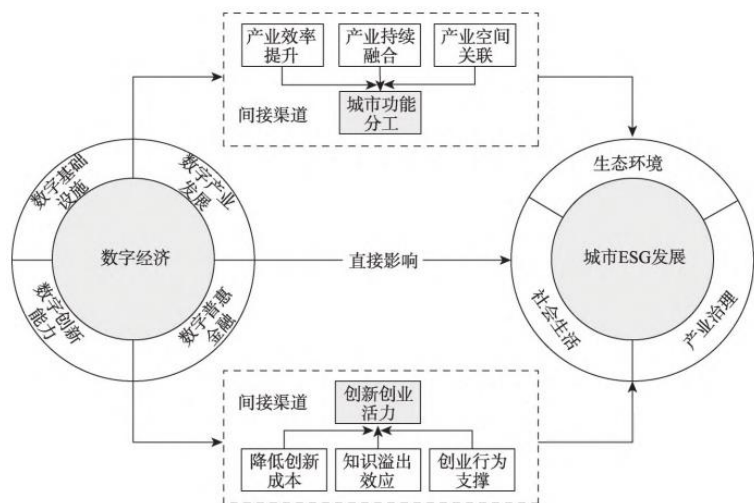 产业效率
提升
产业持续
融合
产业空间
关联
间接渠道
城市功能
分工
数字基础
设施
数字产业
发展
数字经济
数字创新
能力
数字普惠
金融
直接影响
生态环境
城市ESG发展
社会生活
产业治理
间接渠道
创新创业
活力
降低创新
成本
知识溢出
效应
创业行为
支撑